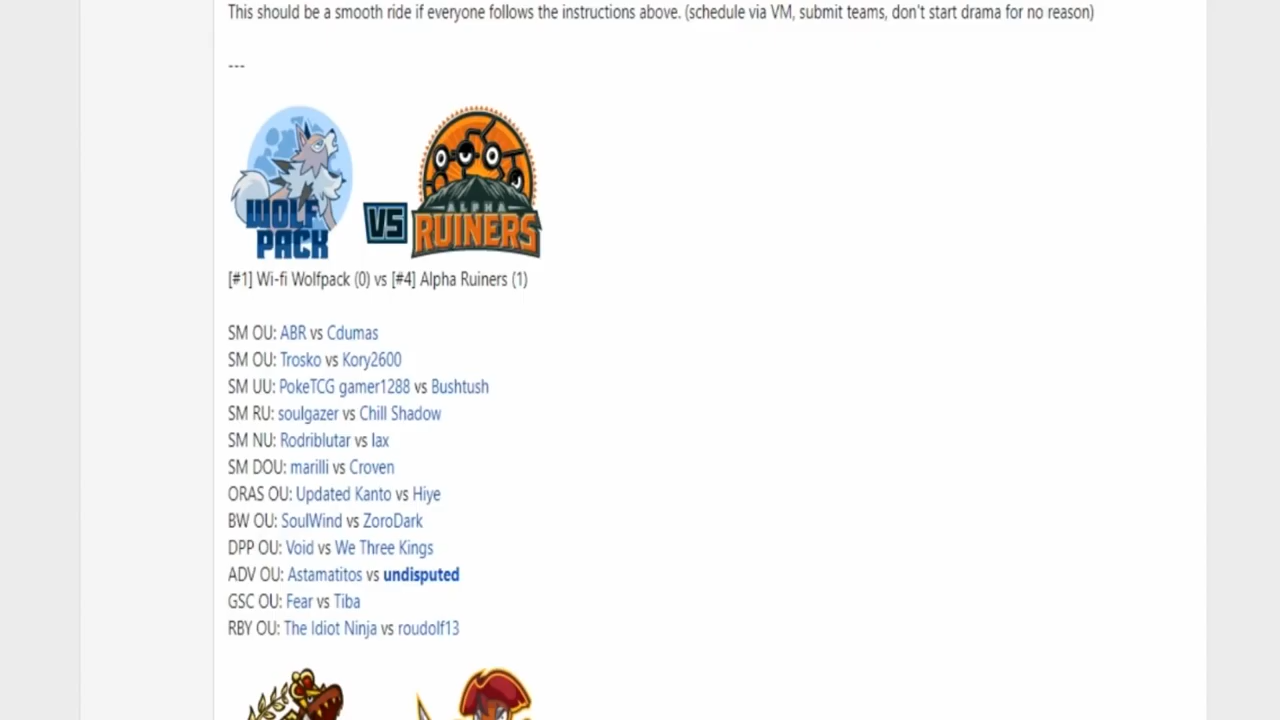 This should be a smooth ride if everyone follows the instructions above. (schedule via VM, submit teams, don't start drama for no reason)
---
WOLF
PACK
VS
ALPHA
RUINERS
[#1] Wi-fi Wolfpack (0) vs [#4] Alpha Ruiners (1)
SM OU: ABR vs Cdumas
SM OU: Trosko vs Kory2600
SM UU: PokeTCG gamer1288 vs Bushtush
SM RU: soulgazer vs Chill Shadow
SM NU: Rodriblutar vs lax
SM DOU: marilli vs Croven
ORAS OU: Updated Kanto vs Hiye
BW OU: SoulWind vs ZoroDark
DPP OU: Void vs We Three Kings
ADV OU: Astamatitos vs undisputed
GSC OU: Fear vs Tiba
RBY OU: The Idiot Ninja vs roudolf13